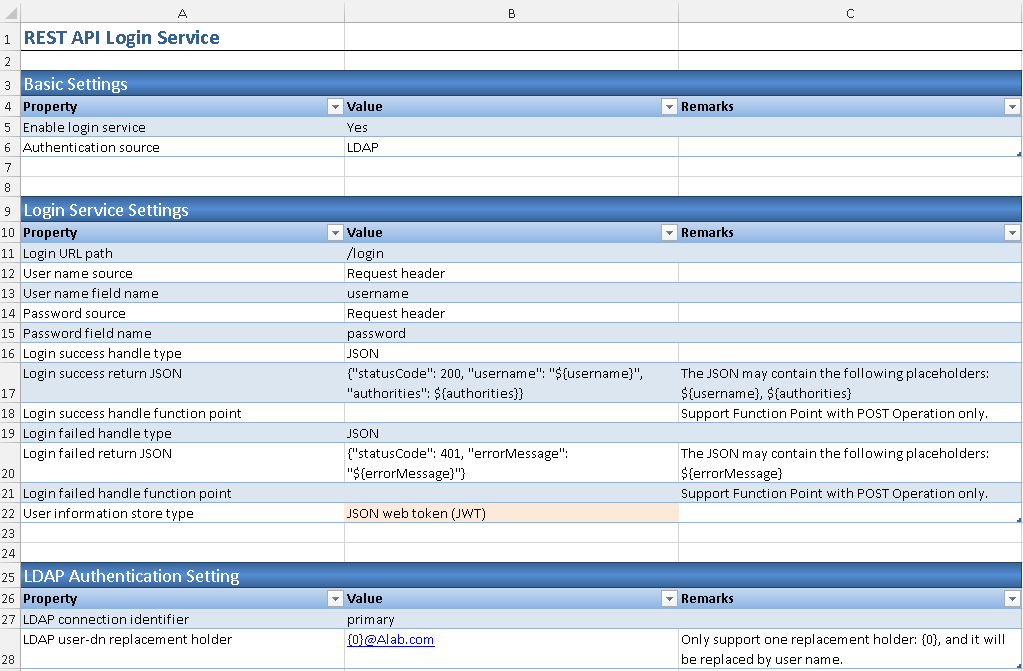 A B C
1 REST API Login Service
2
3 Basic Settings
4 Property Value Remarks
5 Enable login service Yes
6 Authentication source LDAP
7
8
9 Login Service Settings
10 Property Value Remarks
11 Login URL path /login
12 User name source Request header
13 User name field name username
14 Password source Request header
15 Password field name password
16 Login success handle type JSON
Login success return JSON {"statusCode": 200, "username": "${username}", The JSON may contain the following placeholders:
17 "authorities": ${authorities}} ${username}, ${authorities}
18 Login success handle function point Support Function Point with POST Operation only.
19 Login failed handle type JSON
Login failed return JSON {"statusCode": 401, "errorMessage": The JSON may contain the following placeholders:
20 "${errorMessage}"} ${errorMessage}
21 Login failed handle function point Support Function Point with POST Operation only.
22 User information store type JSON web token (JWT)
23
24
25 LDAP Authentication Setting
26 Property Value Remarks
27 LDAP connection identifier primary
LDAP user-dn replacement holder {0}@Alab.com Only support one replacement holder: {0}, and it will
28 be replaced by user name.